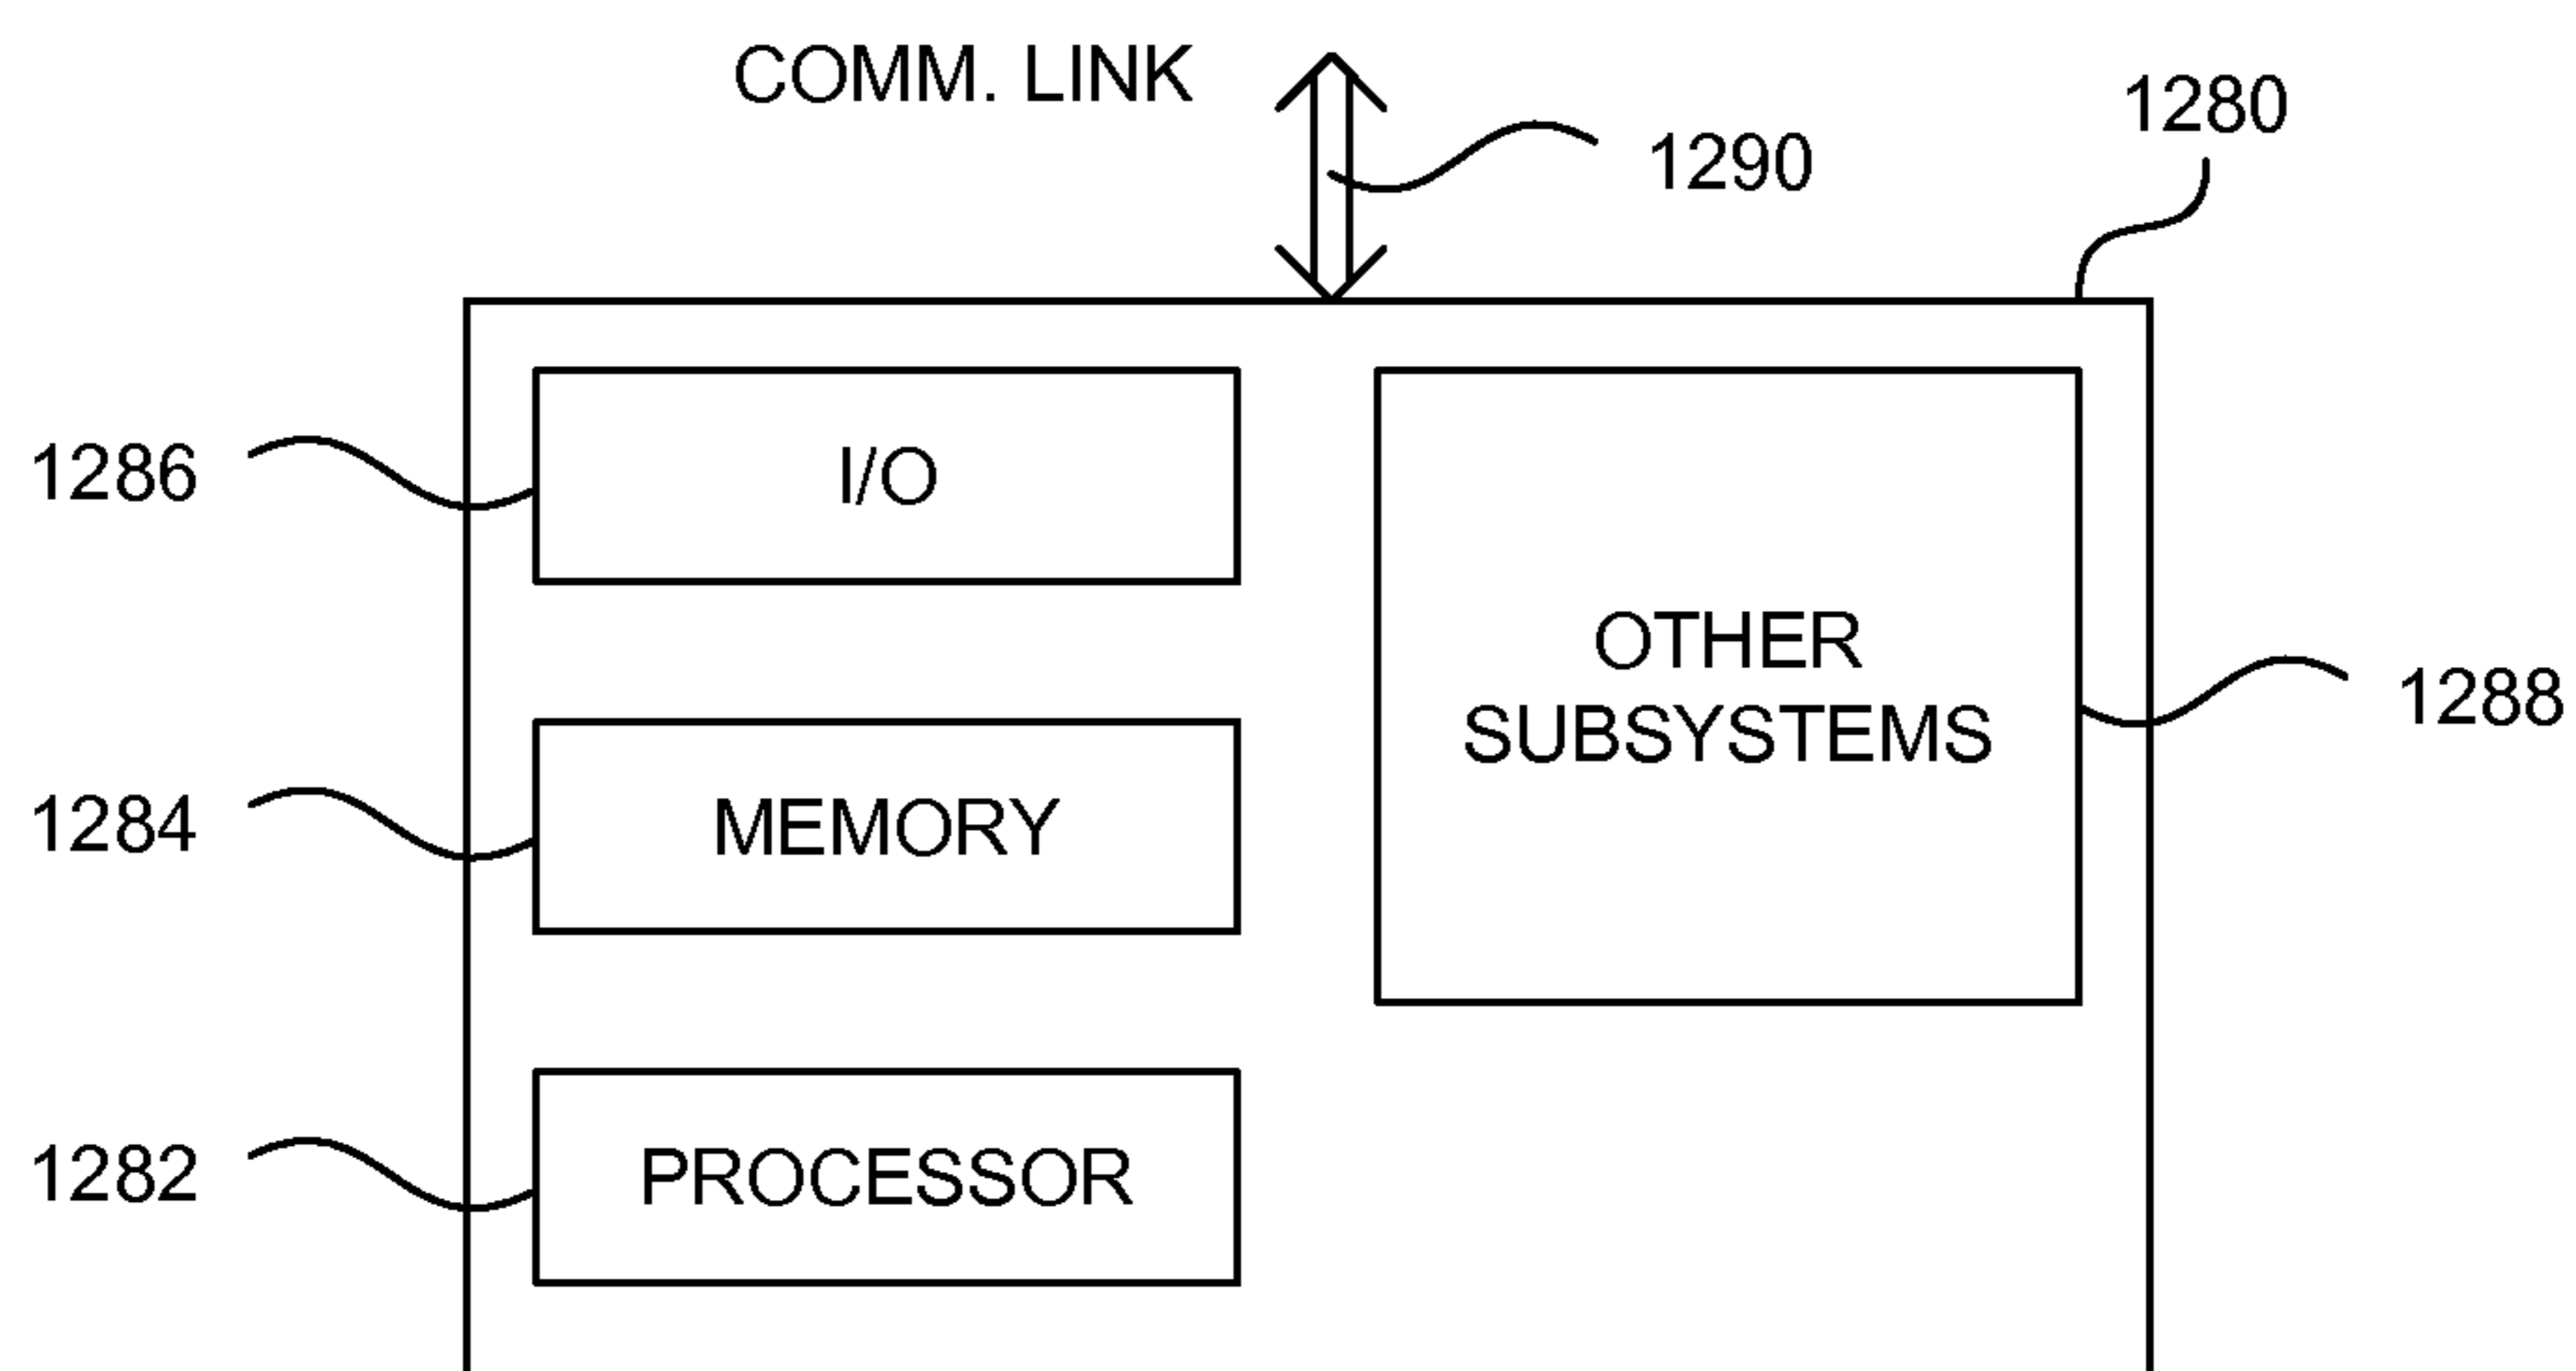 COMM. LINK
1280
1290
1286
I/O
OTHER
SUBSYSTEMS
1288
1284
MEMORY
1282
PROCESSOR